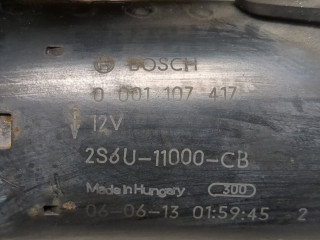 BOSCH
0 001 107 417
12V
2S6U-11000-CB
Made in Hungary 300
06-06-13 01:59:45 2